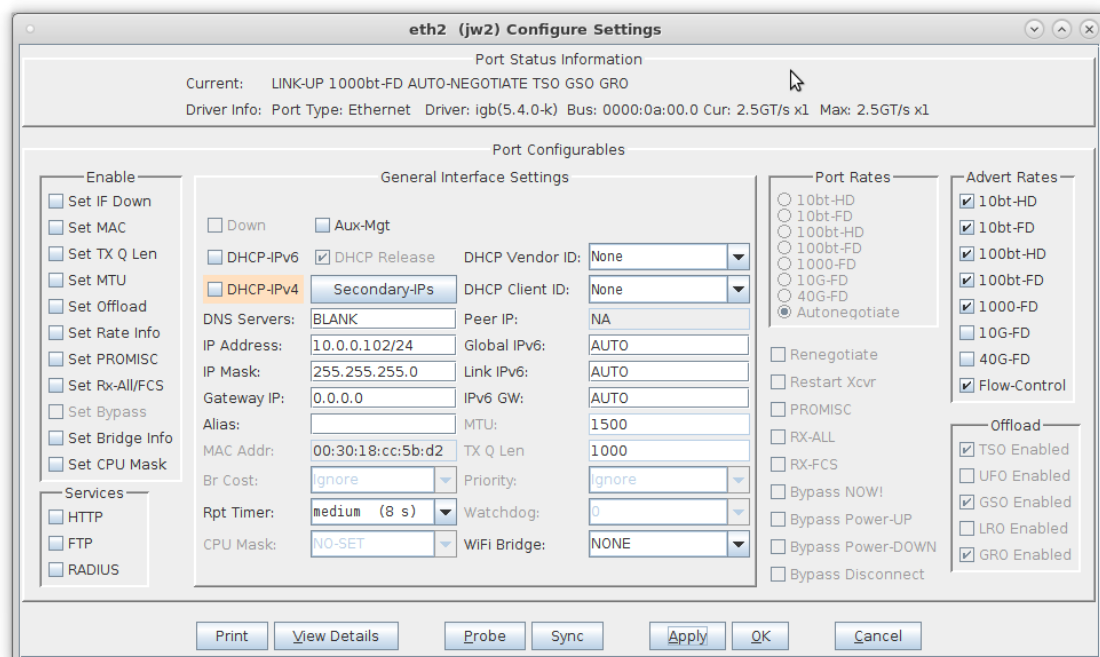 eth2  (jw2) Configure Settings
Port Status Information
Current: LINK-UP 1000bt-FD AUTO-NEGOTIATE TSO GSO GRO
Driver Info: Port Type: Ethernet Driver: igb(5.4.0-k) Bus: 0000:0a:00.0 Cur: 2.5GT/s x1 Max: 2.5GT/s x1
Port Configurables
Enable
Set IF Down
Set MAC
Set TX Q Len
Set MTU
Set Offload
Set Rate Info
Set PROMISC
Set Rx-All/FCS
Set Bypass
Set Bridge Info
Set CPU Mask
Services
HTTP
FTP
RADIUS
General Interface Settings
Down Aux-Mgt
DHCP-IPv6 DHCP Release DHCP Vendor ID: None
DHCP-IPv4 Secondary-IPs DHCP Client ID: None
DNS Servers: BLANK Peer IP: NA
IP Address: 10.0.0.102/24 Global IPv6: AUTO
IP Mask: 255.255.255.0 Link IPv6: AUTO
Gateway IP: 0.0.0.0 IPv6 GW: AUTO
Alias: MTU: 1500
MAC Addr: 00:30:18:cc:5b:d2 TX Q Len 1000
Br Cost: Ignore Priority: Ignore
Rpt Timer: medium (8 s) Watchdog: 0
CPU Mask: NO-SET WiFi Bridge: NONE
Port Rates
10bt-HD
10bt-FD
100bt-HD
100bt-FD
1000-FD
10G-FD
40G-FD
Autonegotiate
Renegotiate
Restart Xcvr
PROMISC
RX-ALL
RX-FCS
Bypass NOW!
Bypass Power-UP
Bypass Power-DOWN
Bypass Disconnect
Advert Rates
10bt-HD
10bt-FD
100bt-HD
100bt-FD
1000-FD
10G-FD
40G-FD
Flow-Control
Offload
TSO Enabled
UFO Enabled
GSO Enabled
LRO Enabled
GRO Enabled
Print View Details Probe Sync Apply OK Cancel